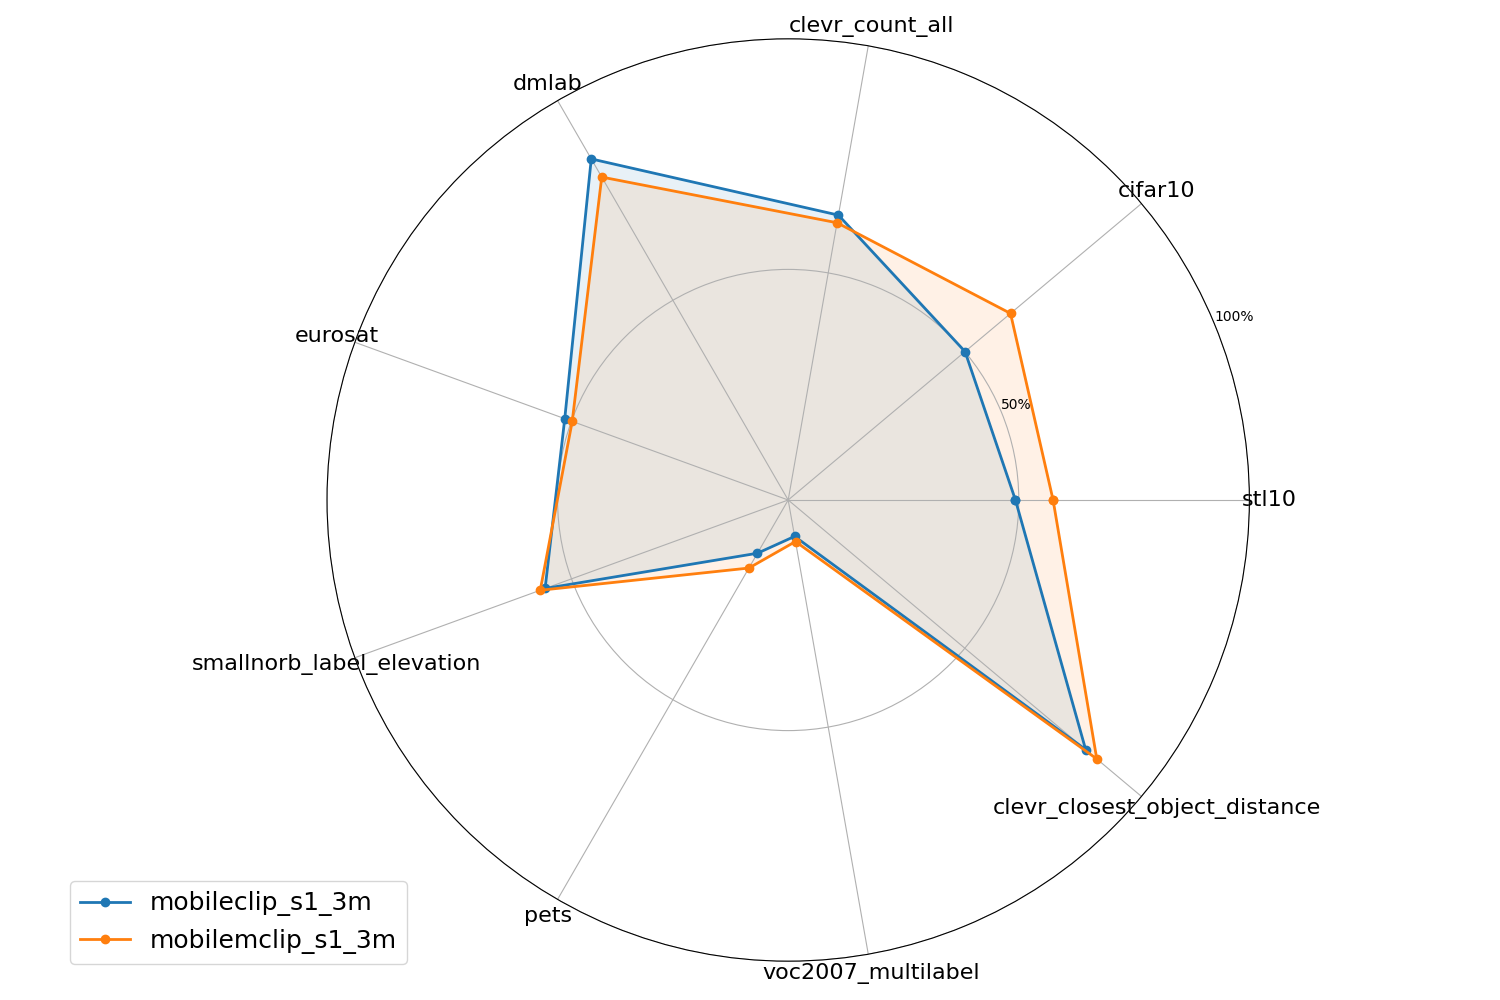 clevr_count_all
dmlab
cifar10
100%
eurosat
50%
stl10
smallnorb_label_elevation
clevr_closest_object_distance
pets
voc2007_multilabel
mobileclip_s1_3m
mobilemclip_s1_3m